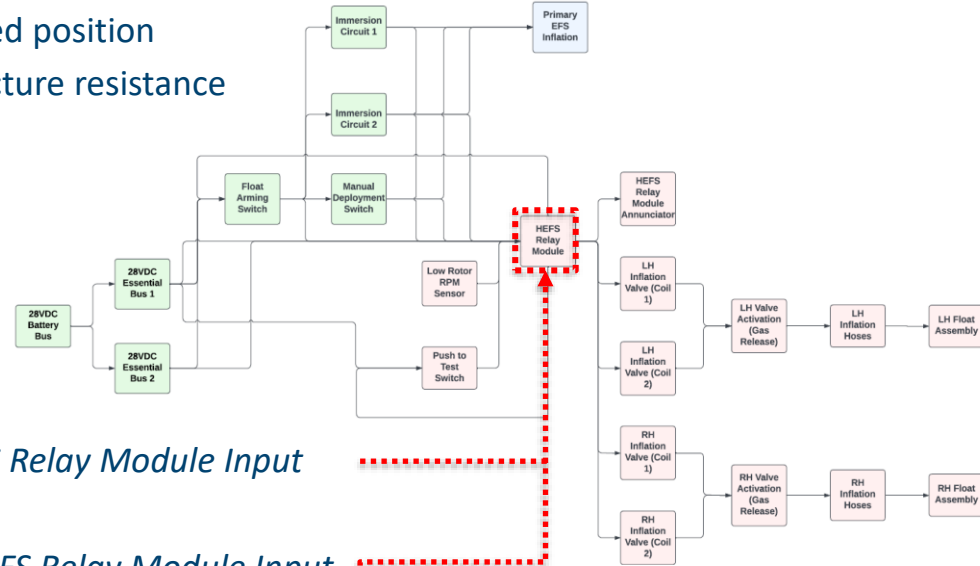 ed position
cture resistance
Relay Module Input
FS Relay Module Input
Immersion
Circuit 1
Primary
EFS
Inflation
Immersion
Circuit 2
Float
Arming
Switch
Manual
Deployment
Switch
HEFS
Relay
Module
Annunciator
HEFS
Relay
Module
28VDC
Essential
Bus 1
Low Rotor
RPM
Sensor
LH
Inflation
Valve (Coil
1)
28VDC
Battery
Bus
LH Valve
Activation
(Gas
Release)
LH
Inflation
Hoses
LH Float
Assembly
28VDC
Essential
Bus 2
Push to
Test
Switch
LH
Inflation
Valve (Coil
2)
RH
Inflation
Valve (Coil
1)
RH Valve
Activation
(Gas
Release)
RH
Inflation
Hoses
RH Float
Assembly
RH
Inflation
Valve (Coil
2)